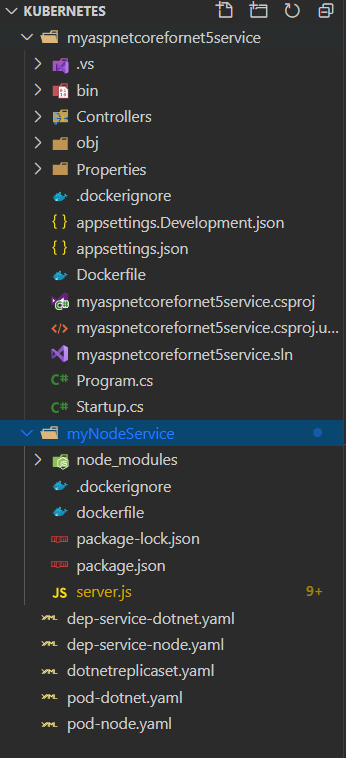 KUBERNETES
myaspnetcorefornet5service
.vs
bin
Controllers
obj
Properties
.dockerignore
appsettings.Development.json
appsettings.json
Dockerfile
myaspnetcorefornet5service.csproj
myaspnetcorefornet5service.csproj.u...
myaspnetcorefornet5service.sln
C# Program.cs
C# Startup.cs
myNodeService
node_modules
.dockerignore
dockerfile
package-lock.json
package.json
JS server.js 9+
dep-service-dotnet.yaml
dep-service-node.yaml
dotnetreplicaset.yaml
pod-dotnet.yaml
pod-node.yaml